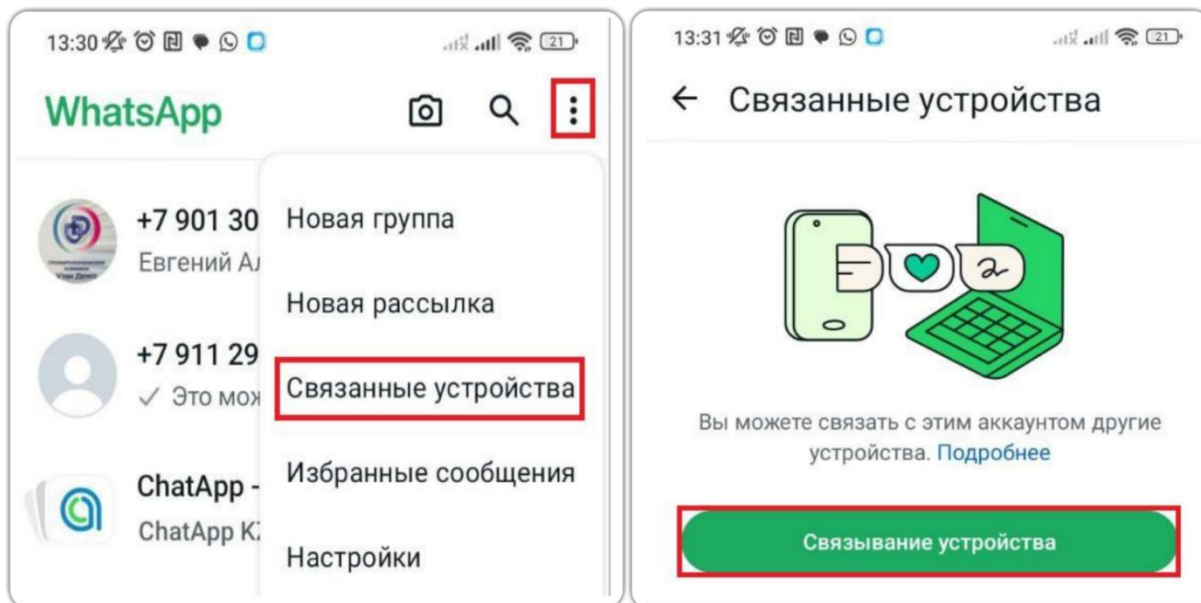 13:30
21
WhatsApp
+7 901 30
Евгений Ал
+7 911 29
Это мож
ChatApp -
ChatApp K
Новая группа
Новая рассылка
Связанные устройства
Избранные сообщения
Настройки
13:31
21
Связанные устройства
Вы можете связать с этим аккаунтом другие
устройства. Подробнее
Связывание устройства